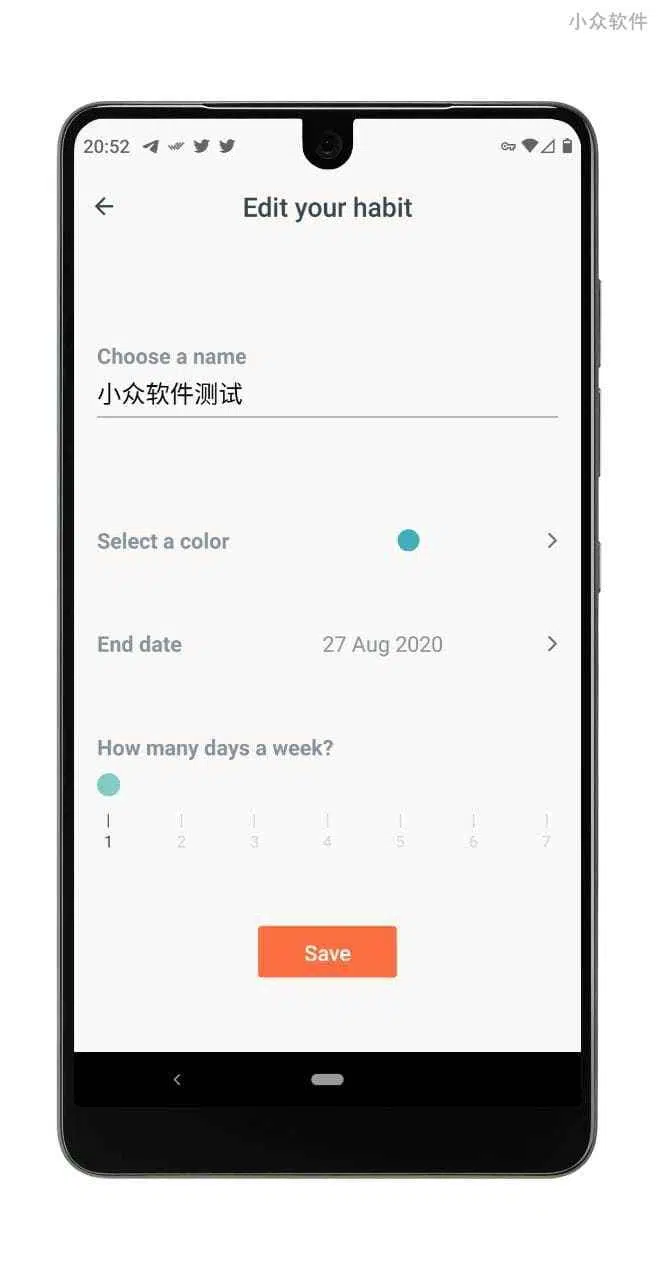 小众软件
20:52
Edit your habit
Choose a name
小众软件测试
Select a color
End date 27 Aug 2020
How many days a week?
1 2 3 4 5 6 7
Save